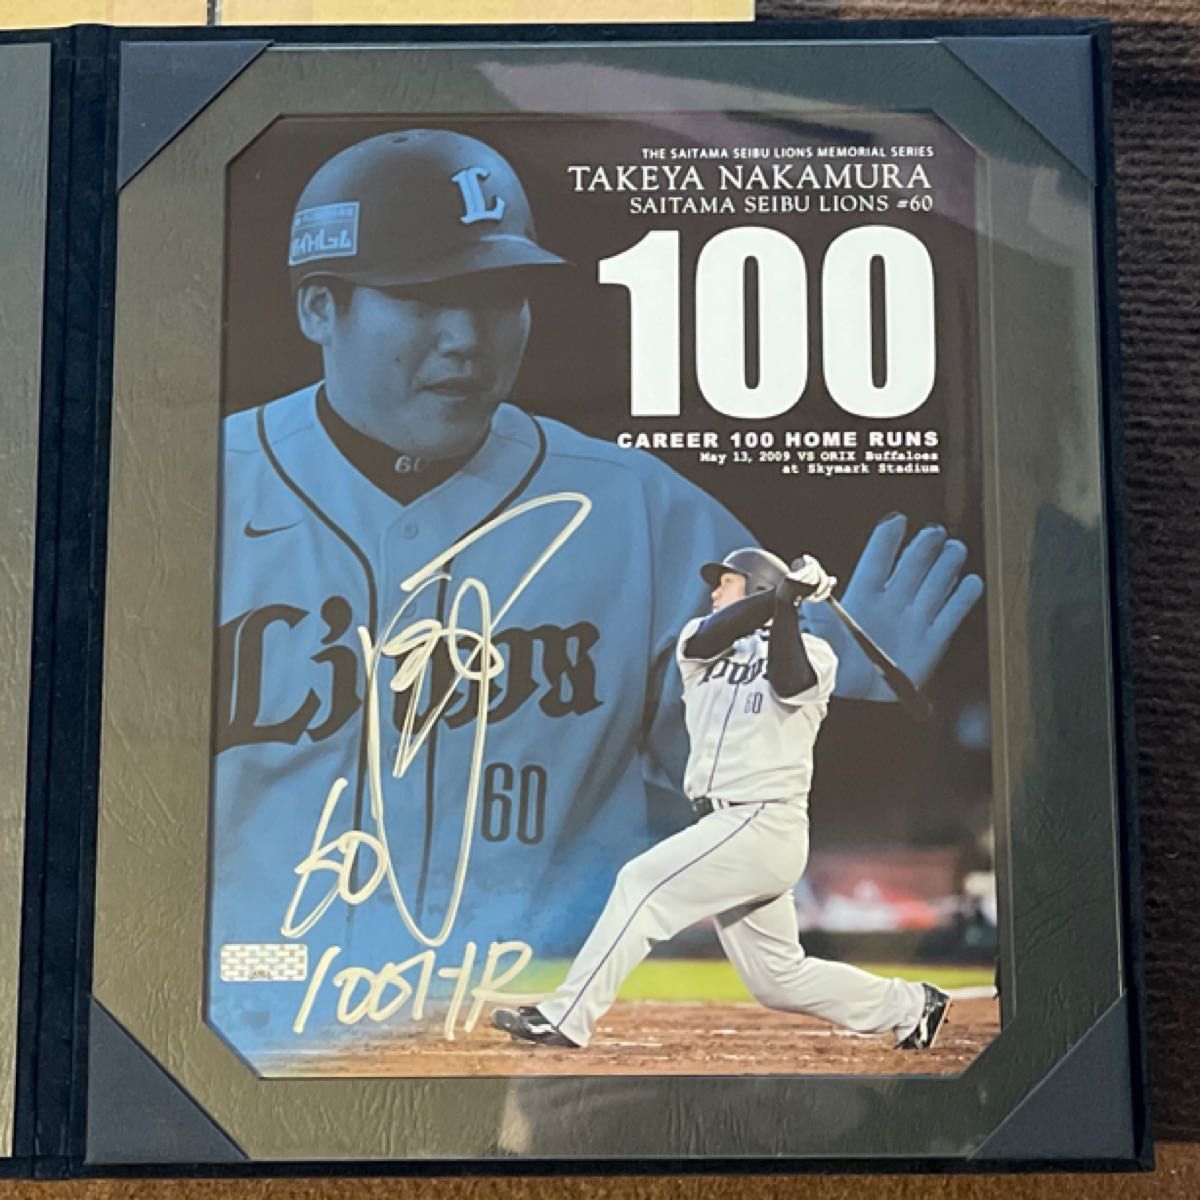 THE SAITAMA SEIBU LIONS MEMORIAL SERIES
TAKEYA NAKAMURA
SAITAMA SEIBU LIONS #60
100
CAREER 100 HOME RUNS
May 13, 2009 VS ORIX Buffaloes
at Skymark Stadium
L
60
Lions
60
60
60
100HR